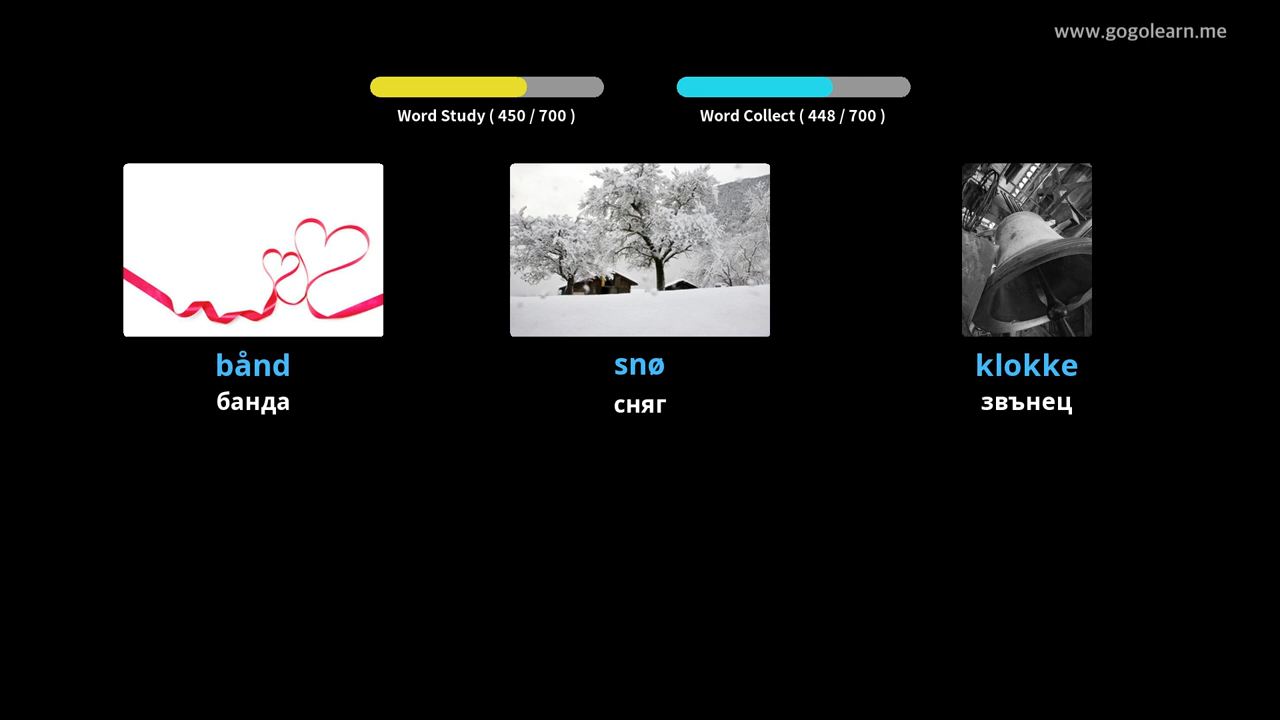 www.gogolearn.me
Word Study ( 450 / 700 )
Word Collect ( 448 / 700 )
bånd
банда
snø
сняг
klokke
звънец